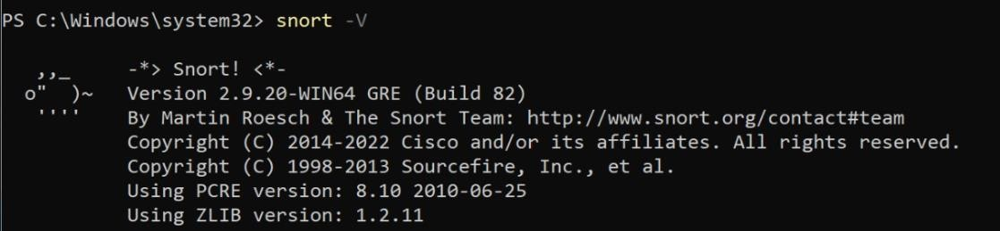 PS C:\Windows\system32> snort -V
   ,,_     -*> Snort! <*-
  o"  )~   Version 2.9.20-WIN64 GRE (Build 82)
   ''''    By Martin Roesch & The Snort Team: http://www.snort.org/contact#team
           Copyright (C) 2014-2022 Cisco and/or its affiliates. All rights reserved.
           Copyright (C) 1998-2013 Sourcefire, Inc., et al.
           Using PCRE version: 8.10 2010-06-25
           Using ZLIB version: 1.2.11